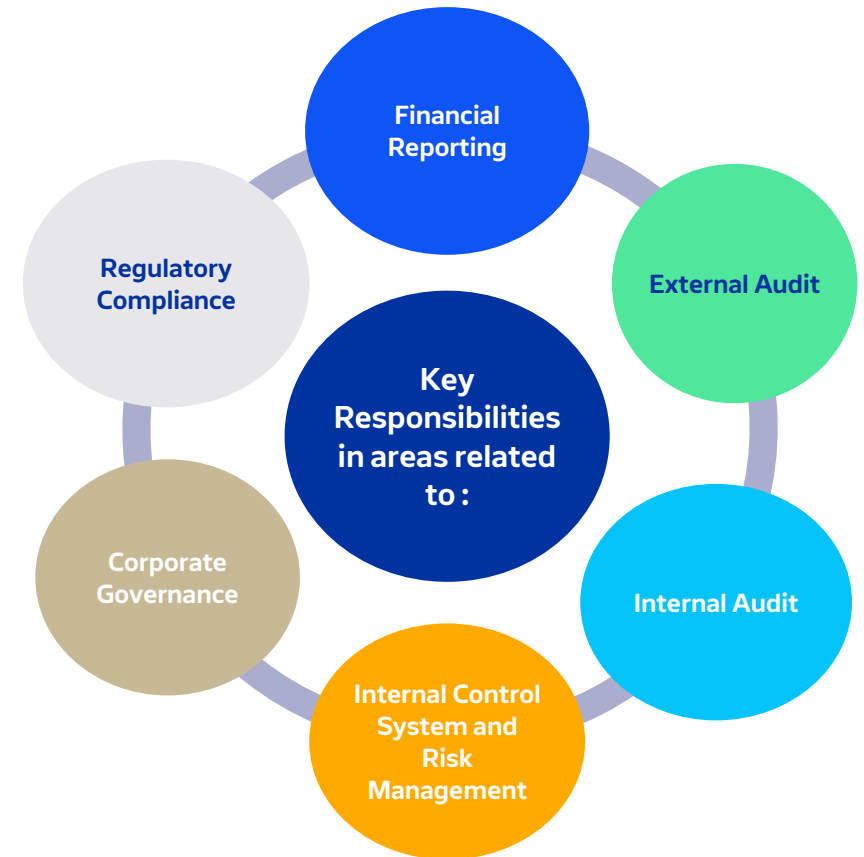 Financial
Reporting
External Audit
Regulatory
Compliance
Key
Responsibilities
in areas related
to :
Corporate
Governance
Internal Audit
Internal Control
System and
Risk
Management